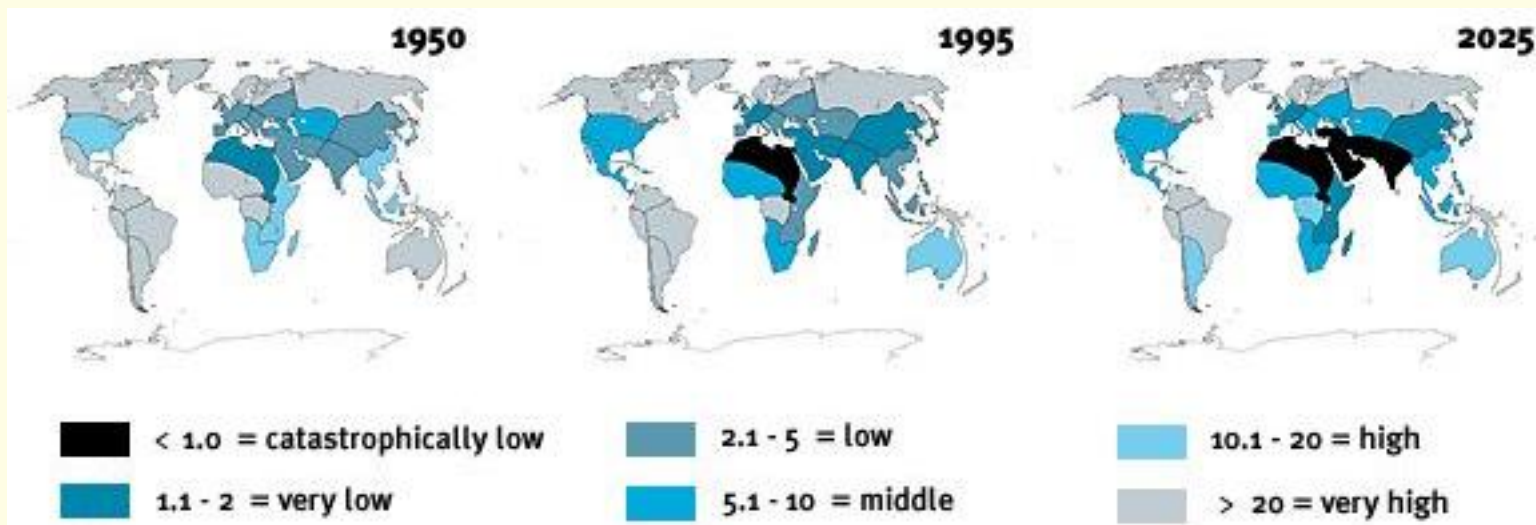 1950
1995
2025
< 1.0 = catastrophically low
1.1 - 2 = very low
2.1 - 5 = low
5.1 - 10 = middle
10.1 - 20 = high
> 20 = very high